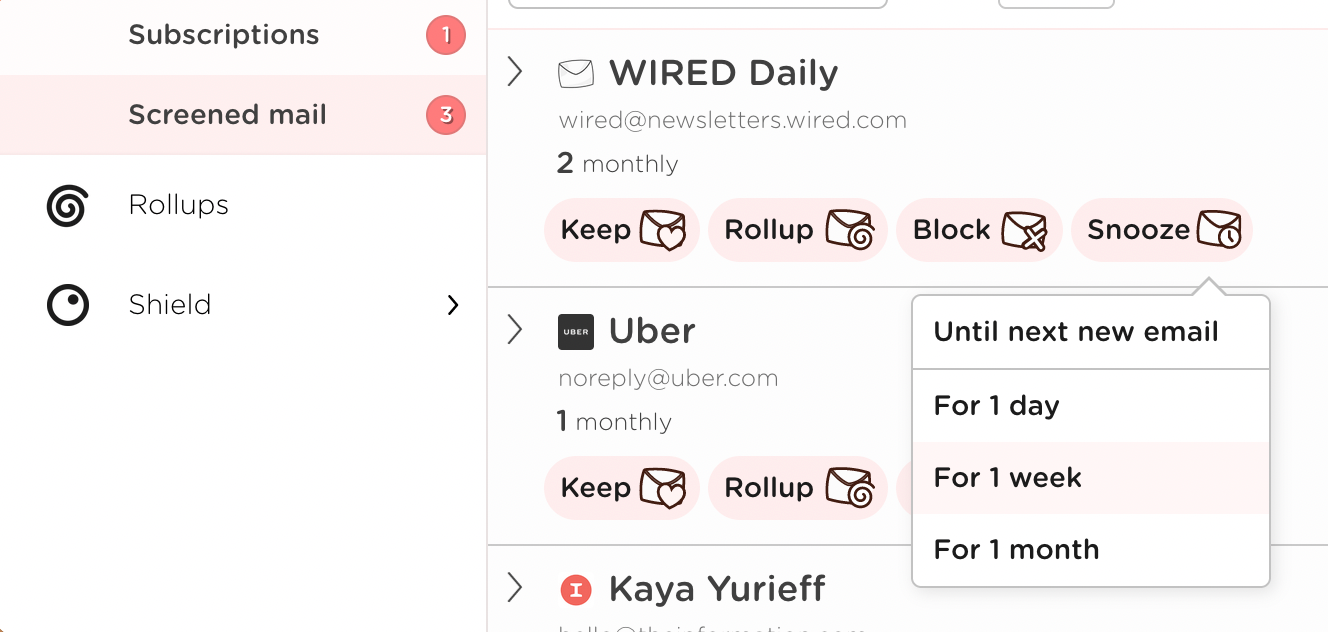 Subscriptions 1
Screened mail 3
Rollups
Shield
WIRED Daily
wired@newsletters.wired.com
2 monthly
Keep Rollup Block Snooze
Until next new email
For 1 day
For 1 week
For 1 month
UBER Uber
noreply@uber.com
1 monthly
Keep Rollup
I Kaya Yurieff